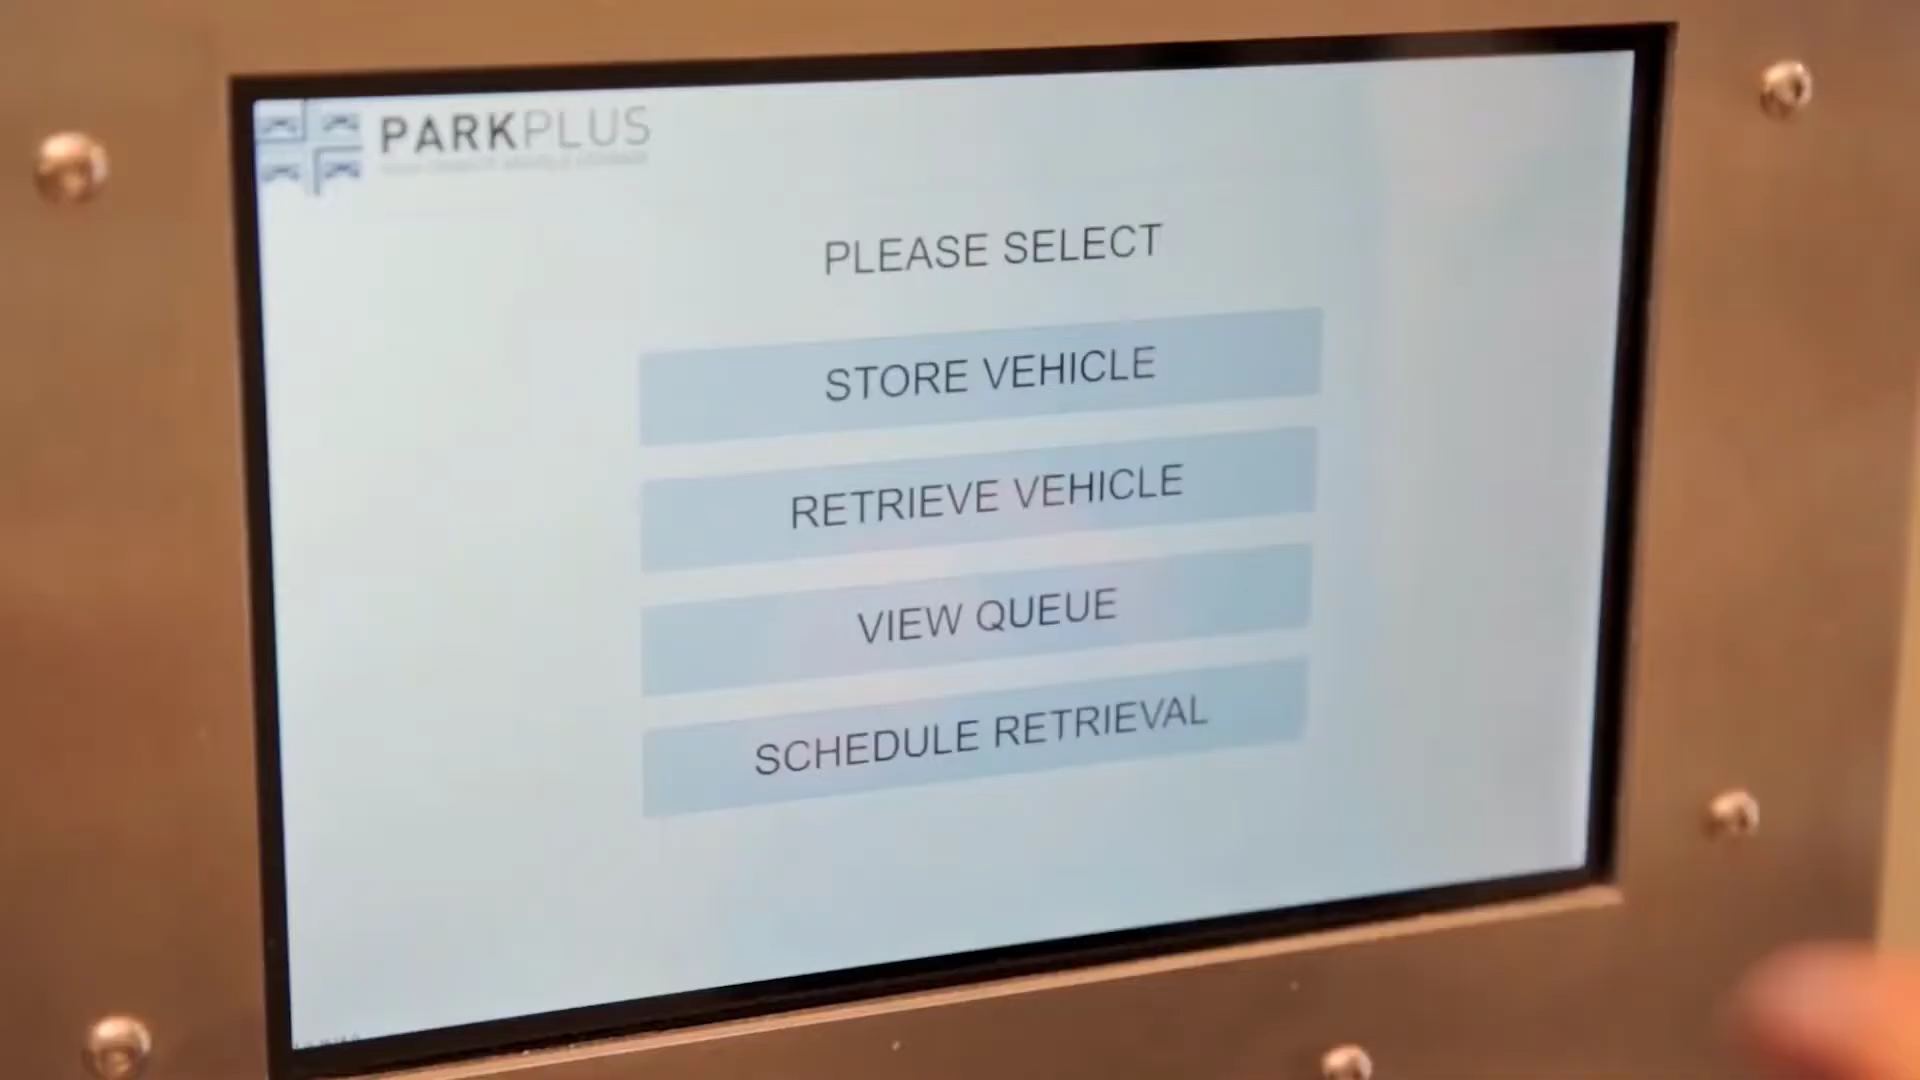 PARKPLUS
PLEASE SELECT
STORE VEHICLE
RETRIEVE VEHICLE
VIEW QUEUE
SCHEDULE RETRIEVAL